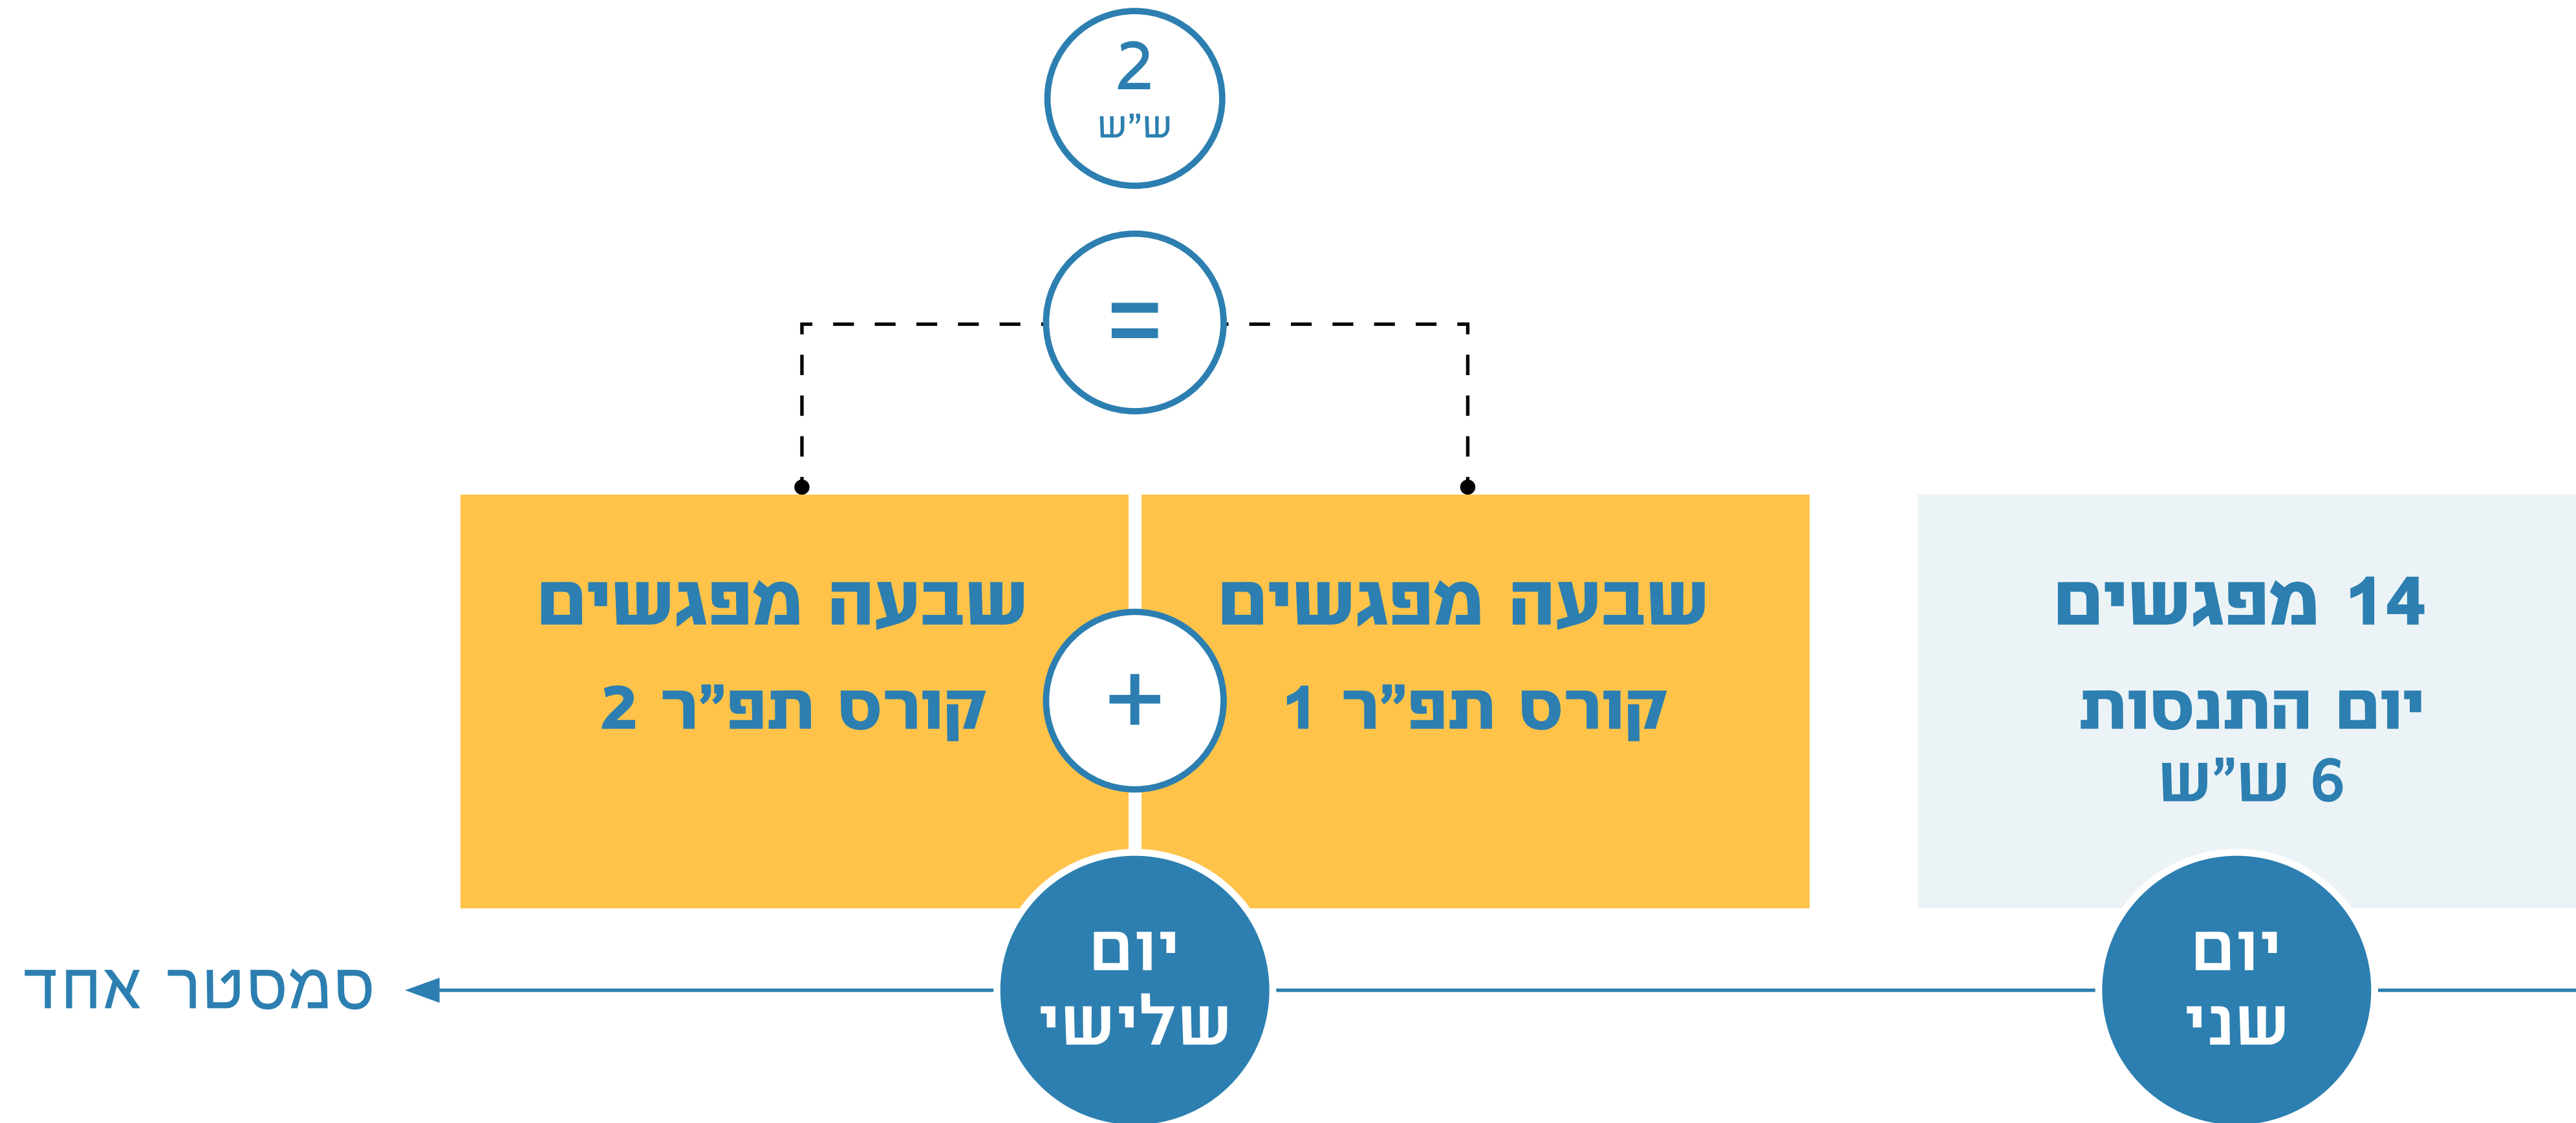 2
ש”ש
=
14 מפגשים
יום התנסות
6 ש”ש
שבעה מפגשים
קורס תפ”ר 1
+
שבעה מפגשים
קורס תפ”ר 2
יום
שני
יום
שלישי
סמסטר אחד